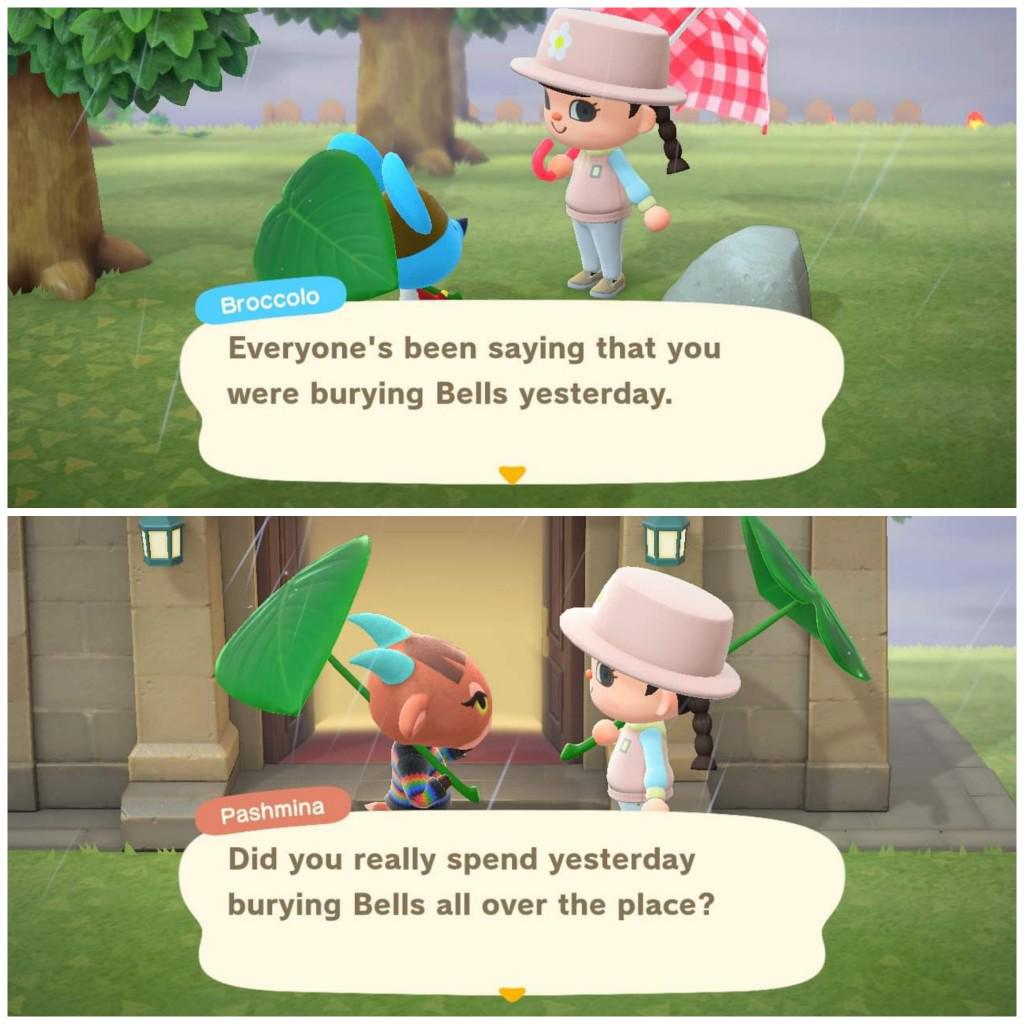 Broccolo
Everyone's been saying that you
were burying Bells yesterday.
Pashmina
Did you really spend yesterday
burying Bells all over the place?